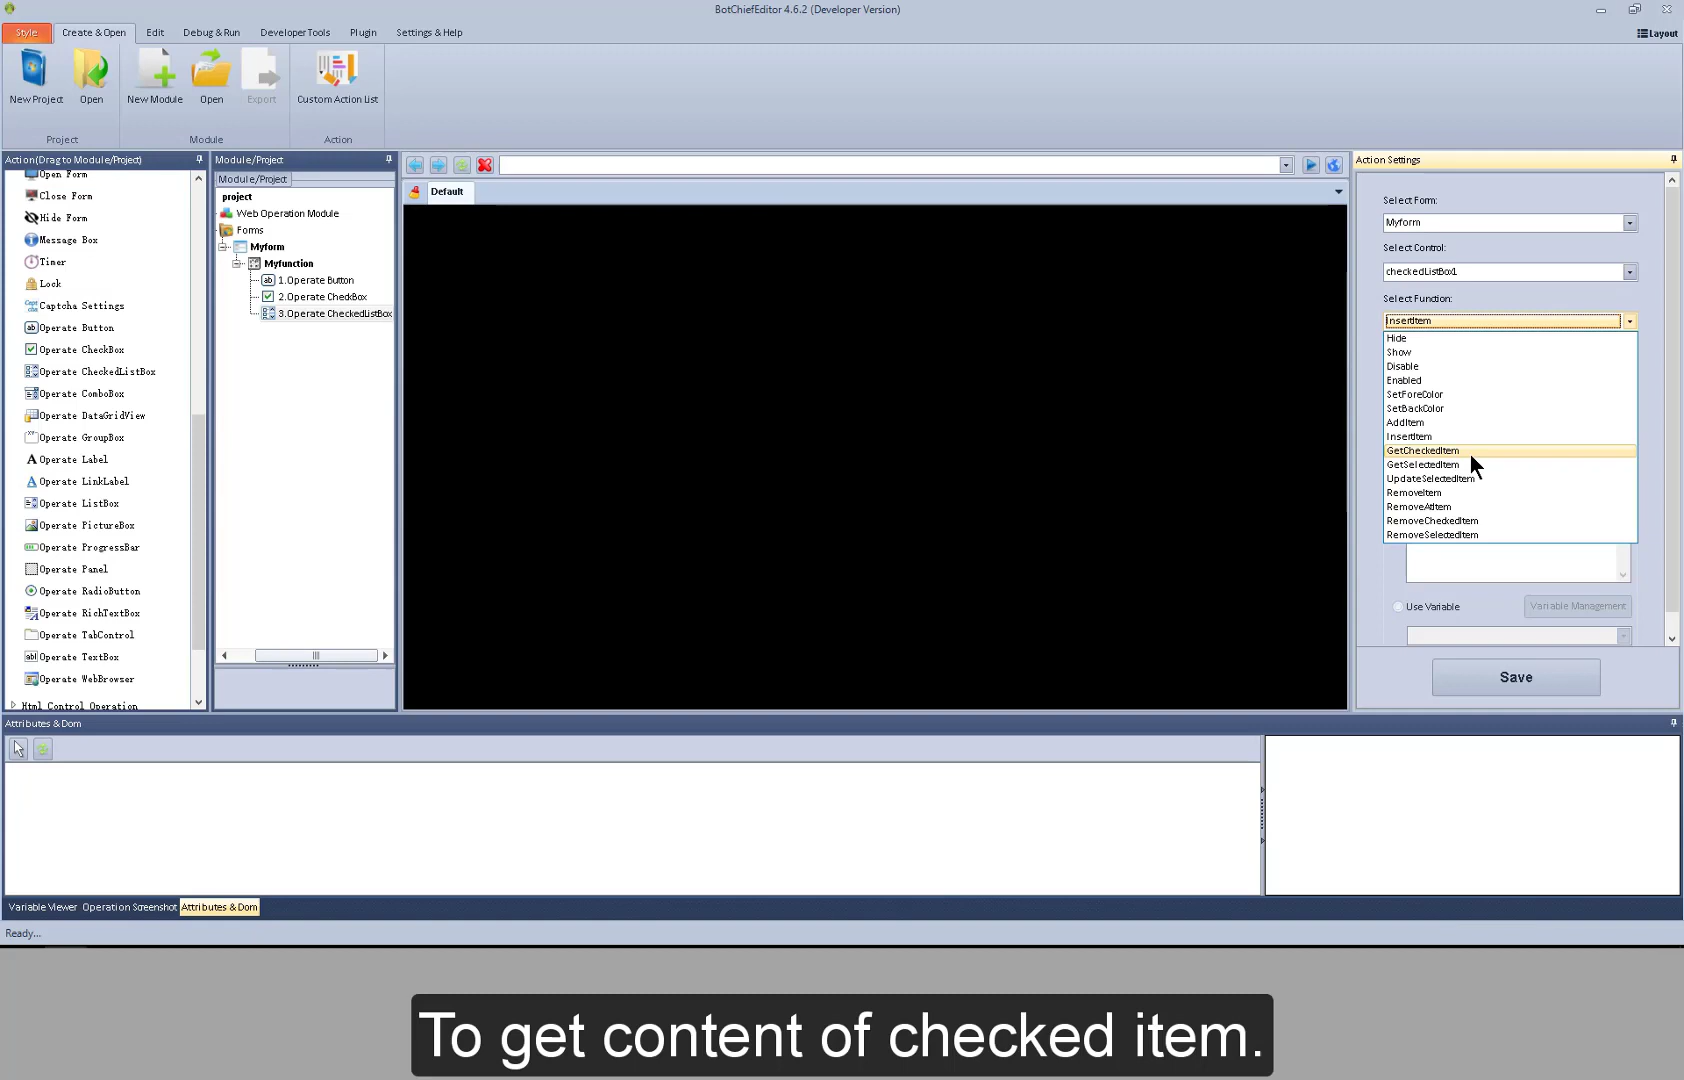 BotChiefEditor 4.6.2 (Developer Version)
Style
Create & Open
Edit
Debug & Run
Developer Tools
Plugin
Settings & Help
Layout
New Project
Open
New Module
Open
Export
Custom Action List
Project
Module
Action
Action(Drag to Module/Project)
Open Form
Close Form
Hide Form
Message Box
Timer
Lock
Captcha Settings
Operate Button
Operate CheckBox
Operate CheckedListBox
Operate ComboBox
Operate DataGridView
Operate GroupBox
Operate Label
Operate LinkLabel
Operate ListBox
Operate PictureBox
Operate ProgressBar
Operate Panel
Operate RadioButton
Operate RichTextBox
Operate TabControl
Operate TextBox
Operate WebBrowser
Html Control Operation
Module/Project
Module/Project
project
Web Operation Module
Forms
Myform
Myfunction
1.Operate Button
2.Operate CheckBox
3.Operate CheckedListBox
Default
Action Settings
Select Form:
Myform
Select Control:
checkedListBox1
Select Function:
InsertItem
Hide
Show
Disable
Enabled
SetForeColor
SetBackColor
AddItem
InsertItem
GetCheckedItem
GetSelectedItem
UpdateSelectedItem
RemoveItem
RemoveAtItem
RemoveCheckedItem
RemoveSelectedItem
Use Variable
Variable Management
Save
Attributes & Dom
Variable Viewer
Operation Screenshot
Attributes & Dom
Ready...
To get content of checked item.